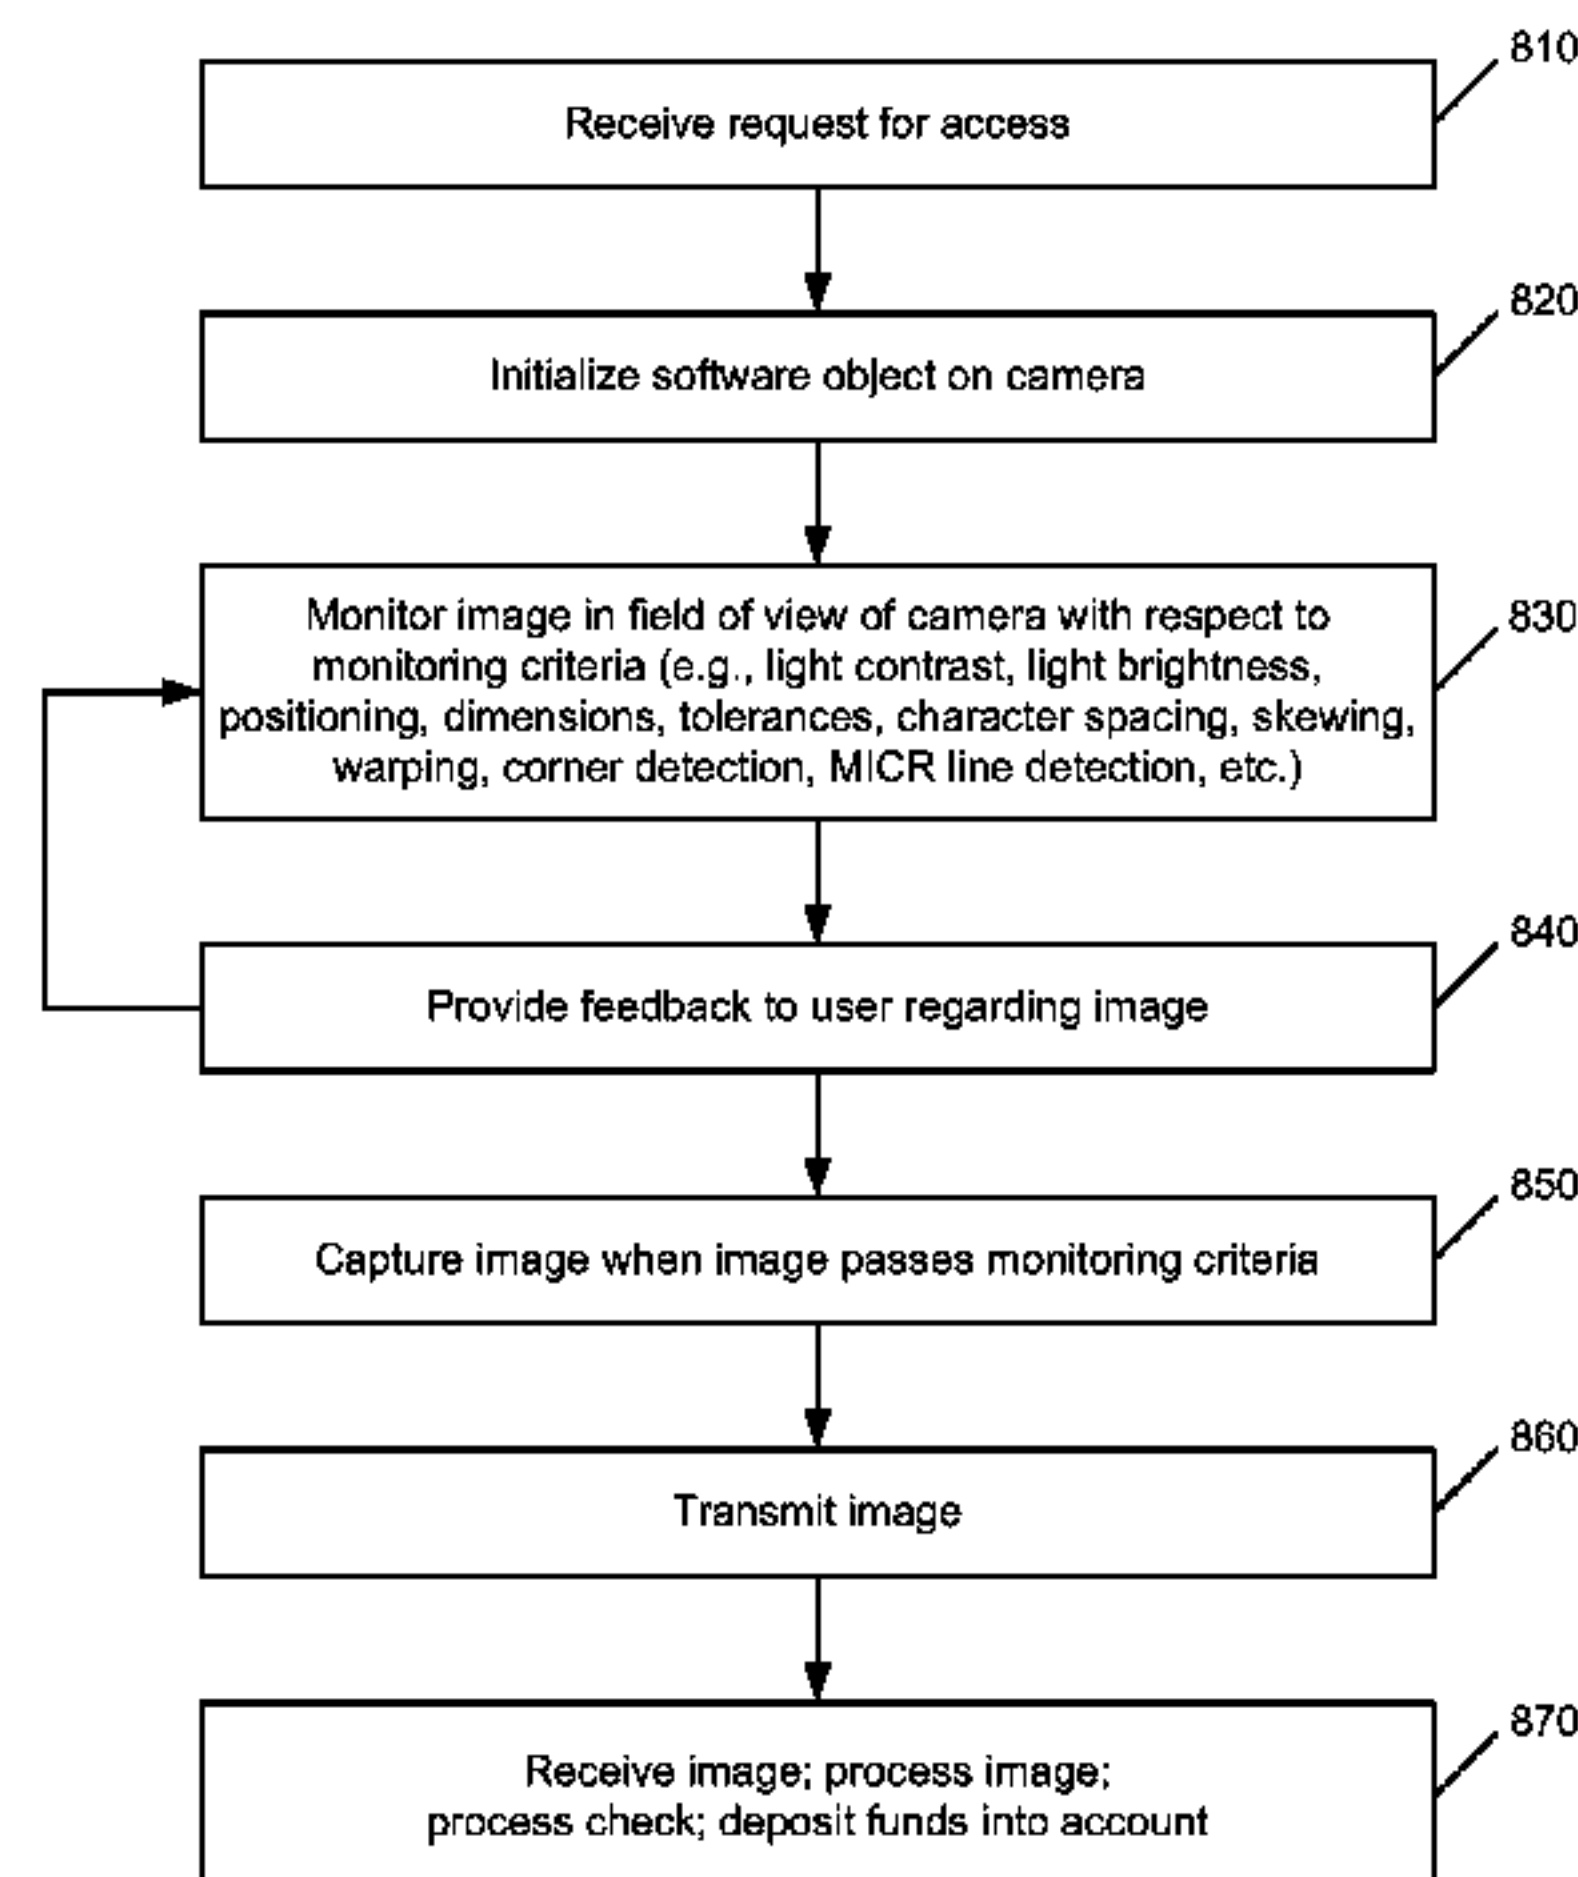 810
Receive request for access
820
Initialize software object on camera
830
Monitor image in field of view of camera with respect to
monitoring criteria (e.g., light contrast, light brightness,
positioning, dimensions, tolerances, character spacing, skewing,
warping, corner detection, MICR line detection, etc.)
840
Provide feedback to user regarding image
850
Capture image when image passes monitoring criteria
860
Transmit image
870
Receive image; process image;
process check; deposit funds into account